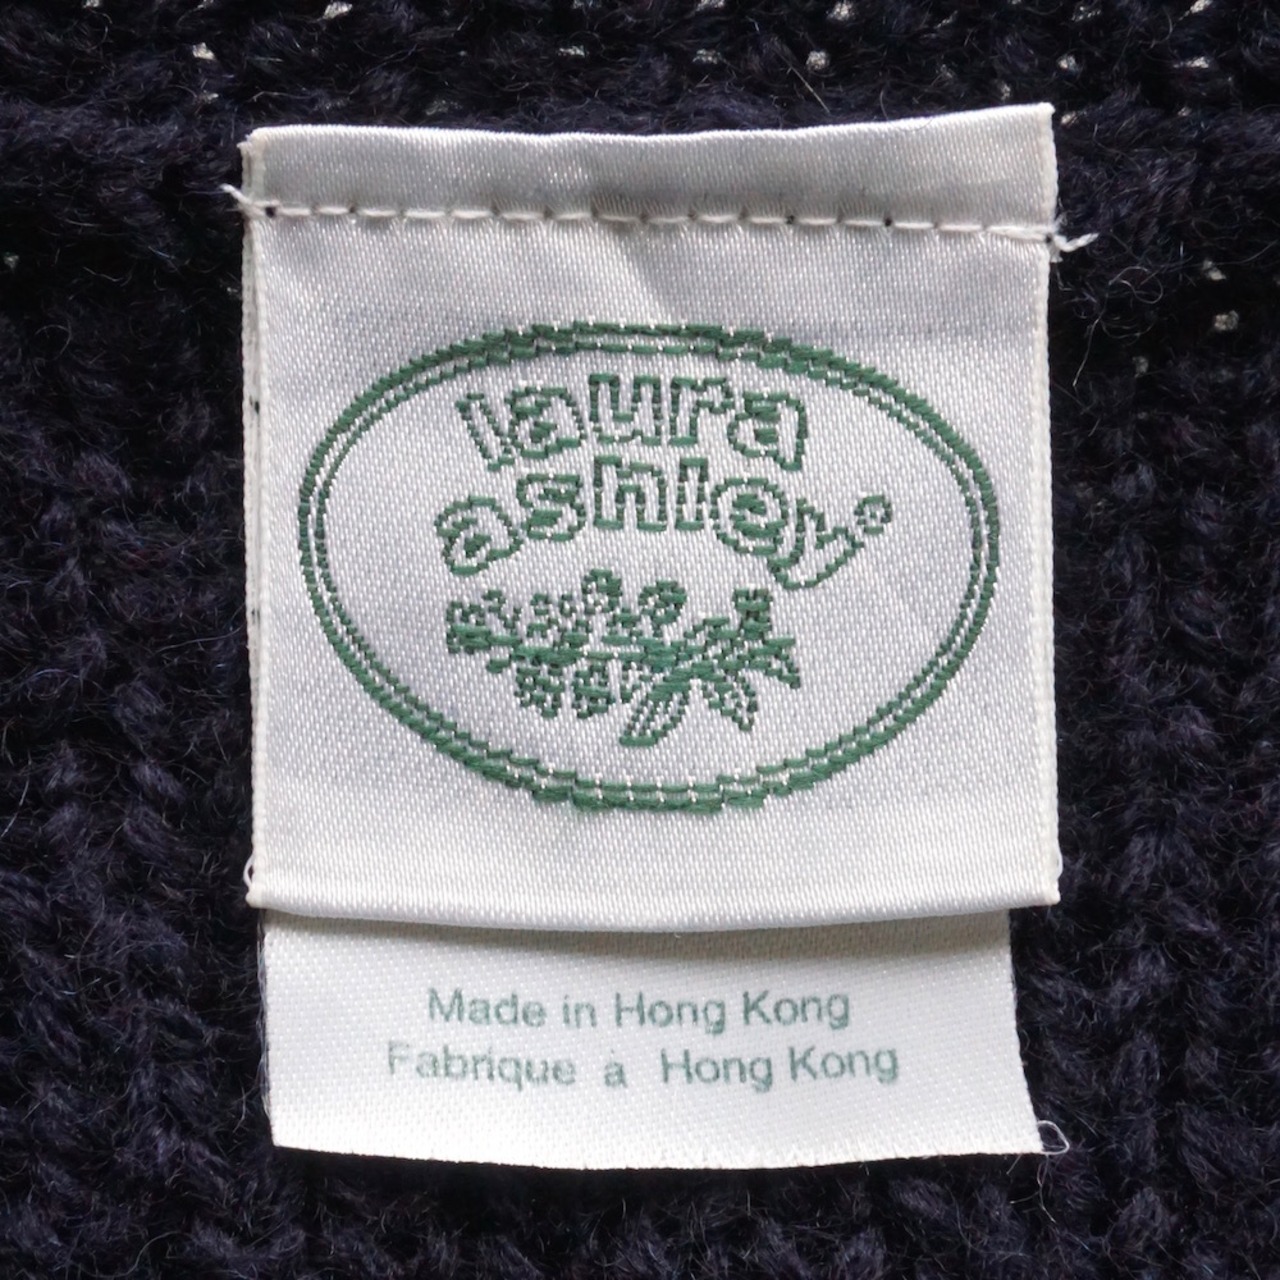 laura
ashley®
Made in Hong Kong
Fabrique à Hong Kong